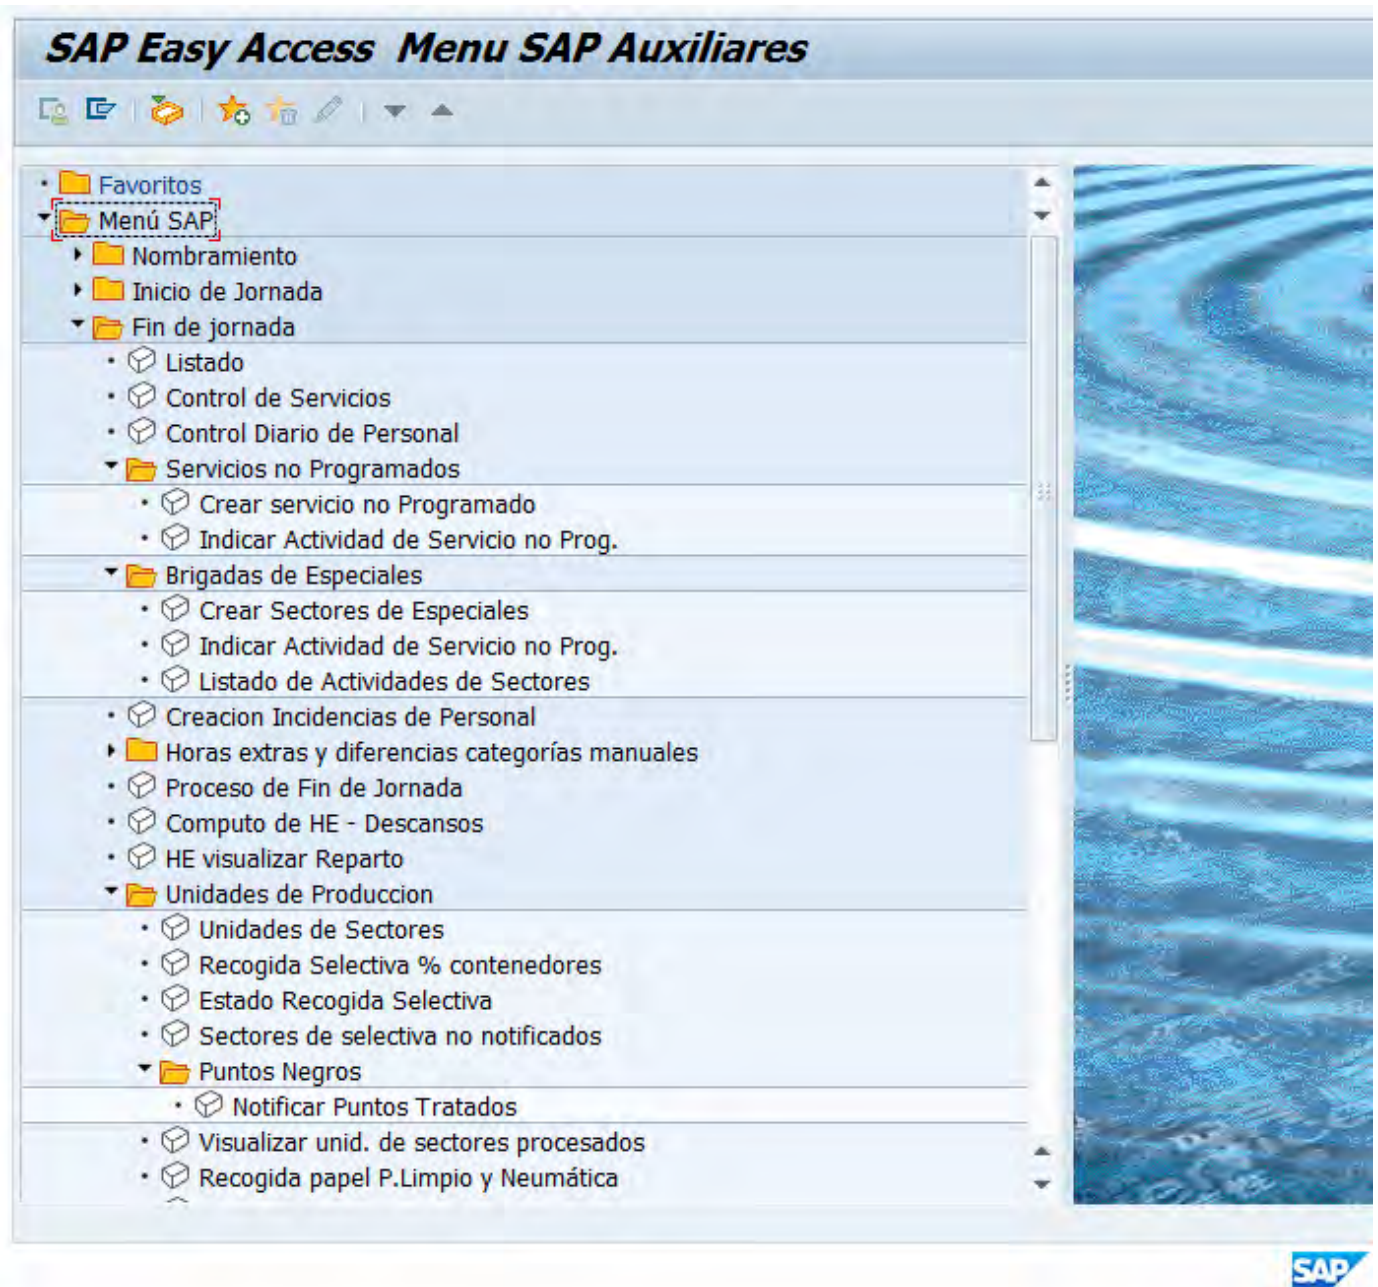 SAP Easy Access Menu SAP Auxiliares
Favoritos
Menú SAP
Nombramiento
Inicio de Jornada
Fin de jornada
Listado
Control de Servicios
Control Diario de Personal
Servicios no Programados
Crear servicio no Programado
Indicar Actividad de Servicio no Prog.
Brigadas de Especiales
Crear Sectores de Especiales
Indicar Actividad de Servicio no Prog.
Listado de Actividades de Sectores
Creacion Incidencias de Personal
Horas extras y diferencias categorías manuales
Proceso de Fin de Jornada
Computo de HE - Descansos
HE visualizar Reparto
Unidades de Produccion
Unidades de Sectores
Recogida Selectiva % contenedores
Estado Recogida Selectiva
Sectores de selectiva no notificados
Puntos Negros
Notificar Puntos Tratados
Visualizar unid. de sectores procesados
Recogida papel P.Limpio y Neumática
SAP